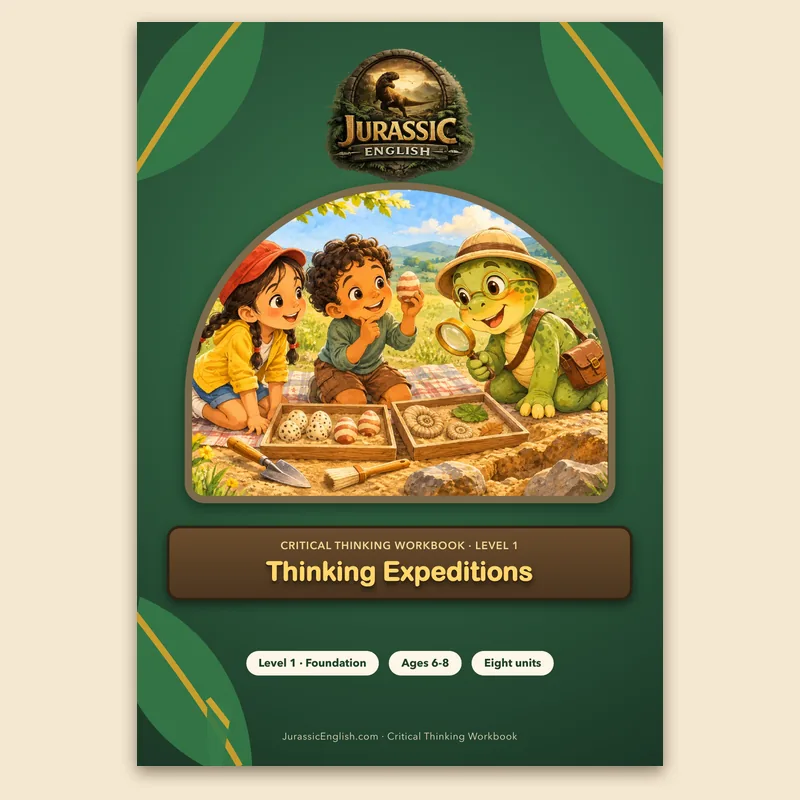 JURASSIC
ENGLISH
CRITICAL THINKING WORKBOOK · LEVEL 1
Thinking Expeditions
Level 1 · Foundation
Ages 6-8
Eight units
JurassicEnglish.com · Critical Thinking Workbook